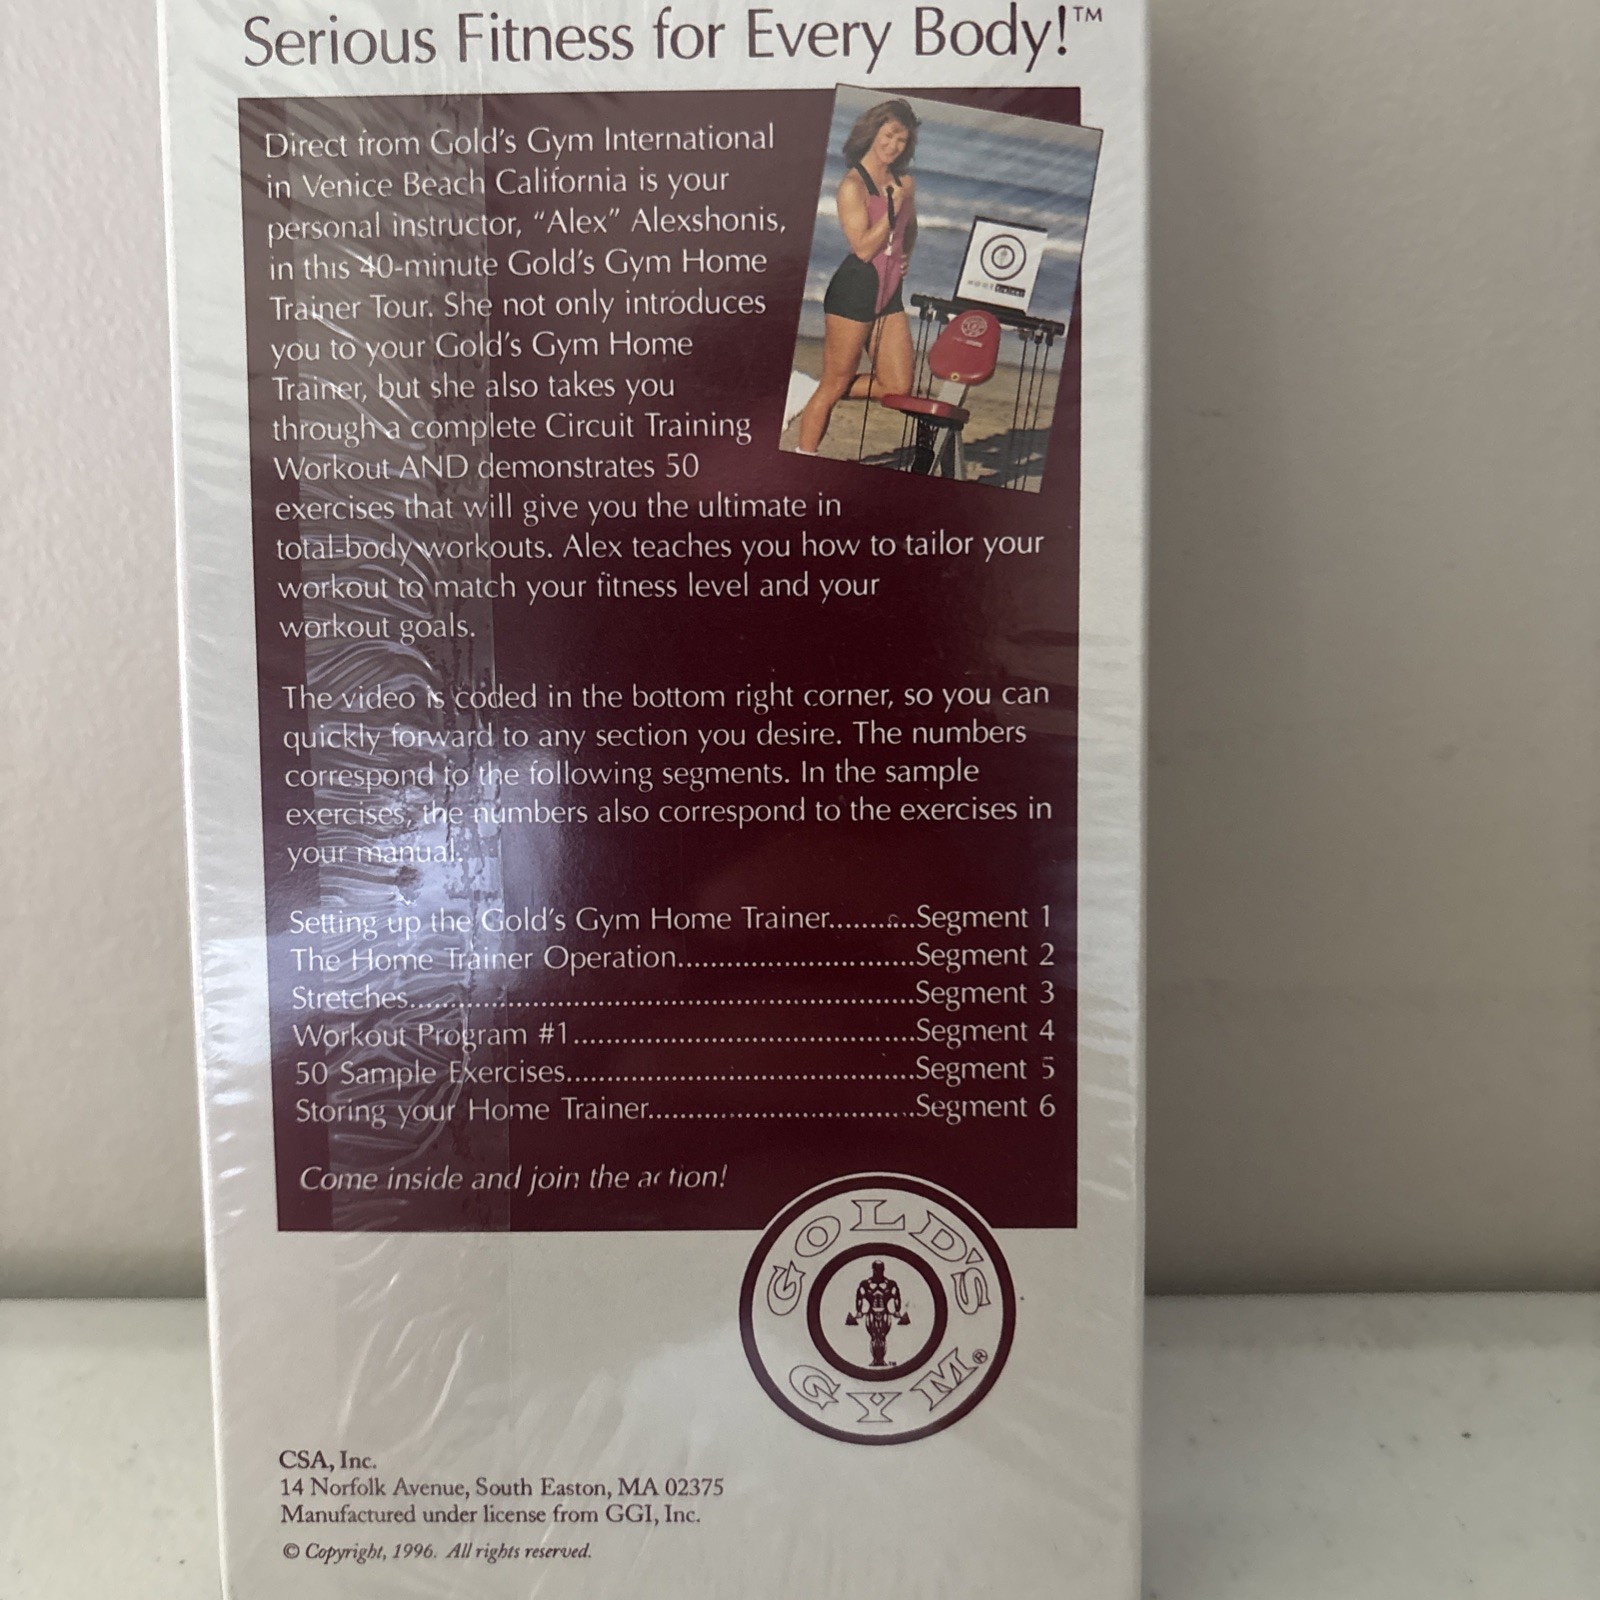 Serious Fitness for Every Body!™
Direct from Gold's Gym International
in Venice Beach California is your
personal instructor, "Alex" Alexshonis,
in this 40-minute Gold's Gym Home
Trainer Tour. She not only introduces
you to your Gold's Gym Home
Trainer, but she also takes you
through a complete Circuit Training
Workout AND demonstrates 50
exercises that will give you the ultimate in
total-body workouts. Alex teaches you how to tailor your
workout to match your fitness level and your
workout goals.
The video is coded in the bottom right corner, so you can
quickly forward to any section you desire. The numbers
correspond to the following segments. In the sample
exercises, the numbers also correspond to the exercises in
your manual.
Setting up the Gold's Gym Home Trainer...........Segment 1
The Home Trainer Operation.............................Segment 2
Stretches..............................................................Segment 3
Workout Program #1..........................................Segment 4
50 Sample Exercises...........................................Segment 5
Storing your Home Trainer.................................Segment 6
Come inside and join the action!
GOLD'S
GYM®
CSA, Inc.
14 Norfolk Avenue, South Easton, MA 02375
Manufactured under license from GGI, Inc.
© Copyright, 1996. All rights reserved.